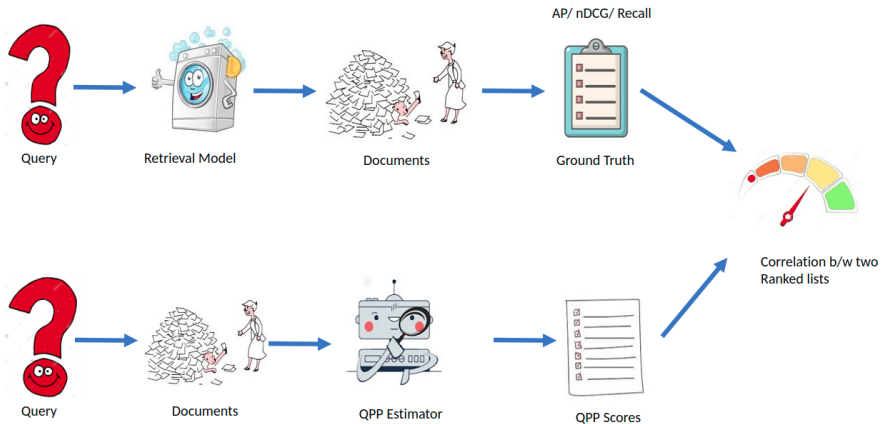 AP/ nDCG/ Recall
Query
Retrieval Model
Documents
Ground Truth
Correlation b/w two
Ranked lists
Query
Documents
QPP Estimator
QPP Scores